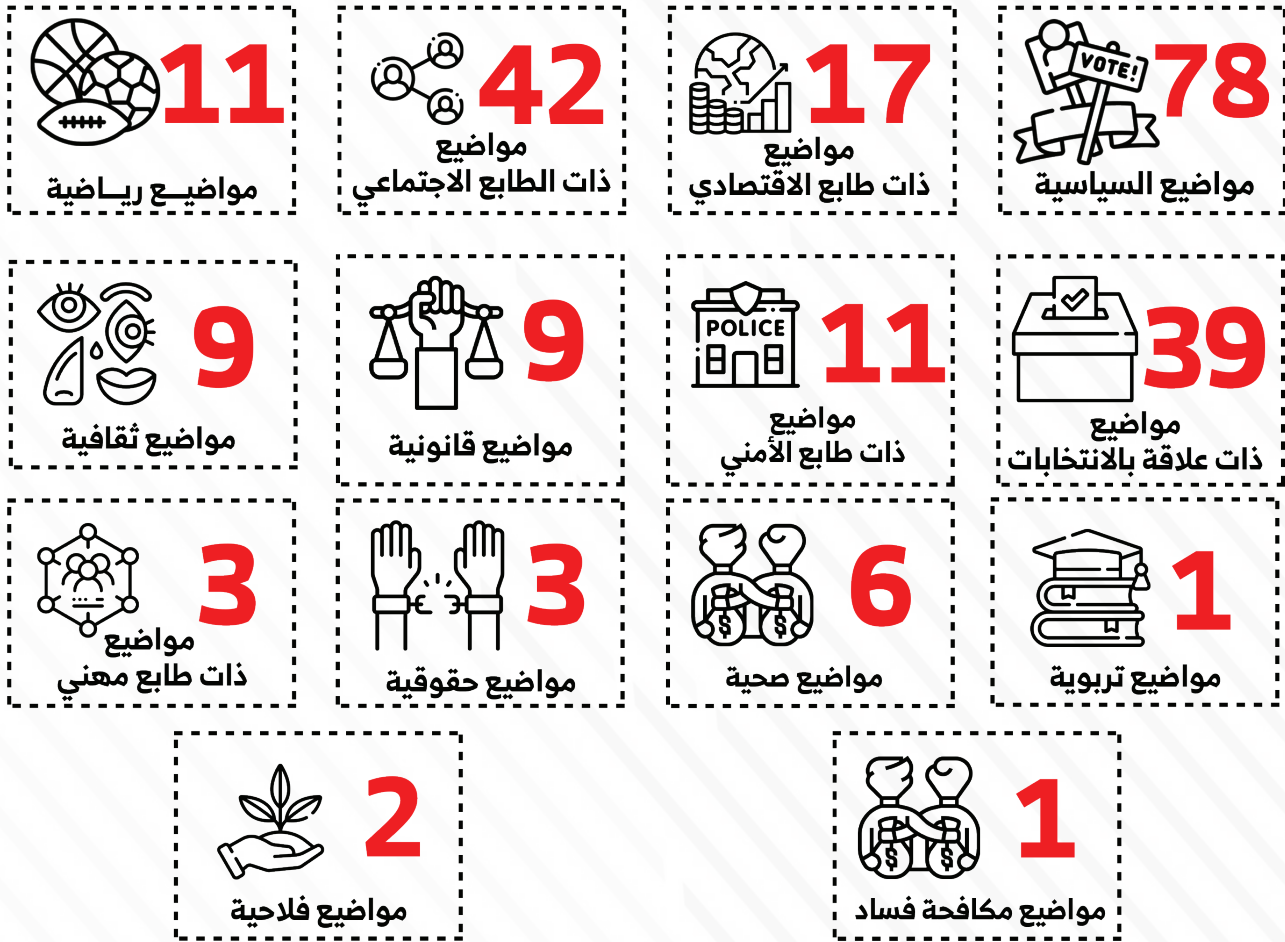 78
VOTE!
مواضيع السياسية
17
مواضيع
ذات طابع الاقتصادي
42
مواضيع
ذات الطابع الاجتماعي
11
مواضيــع ريــاضية
39
مواضيع
ذات علاقة بالانتخابات
11
POLICE
مواضيع
ذات طابع الأمني
9
مواضيع قانونية
9
مواضيع ثقافية
1
مواضيع تربوية
6
$ $
مواضيع صحية
3
مواضيع حقوقية
3
مواضيع
ذات طابع مهني
1
$ $
مواضيع مكافحة فساد
2
مواضيع فلاحية